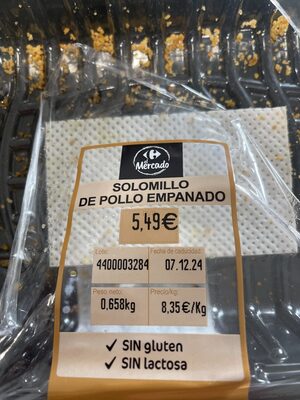 Carrefour
Mercado
SOLOMILLO
DE POLLO EMPANADO
5,49€
Lote: Fecha de caducidad:
4400003284 07.12.24
Peso neto: Precio/kg:
0,658kg 8,35€/Kg
✓ SIN gluten
✓ SIN lactosa